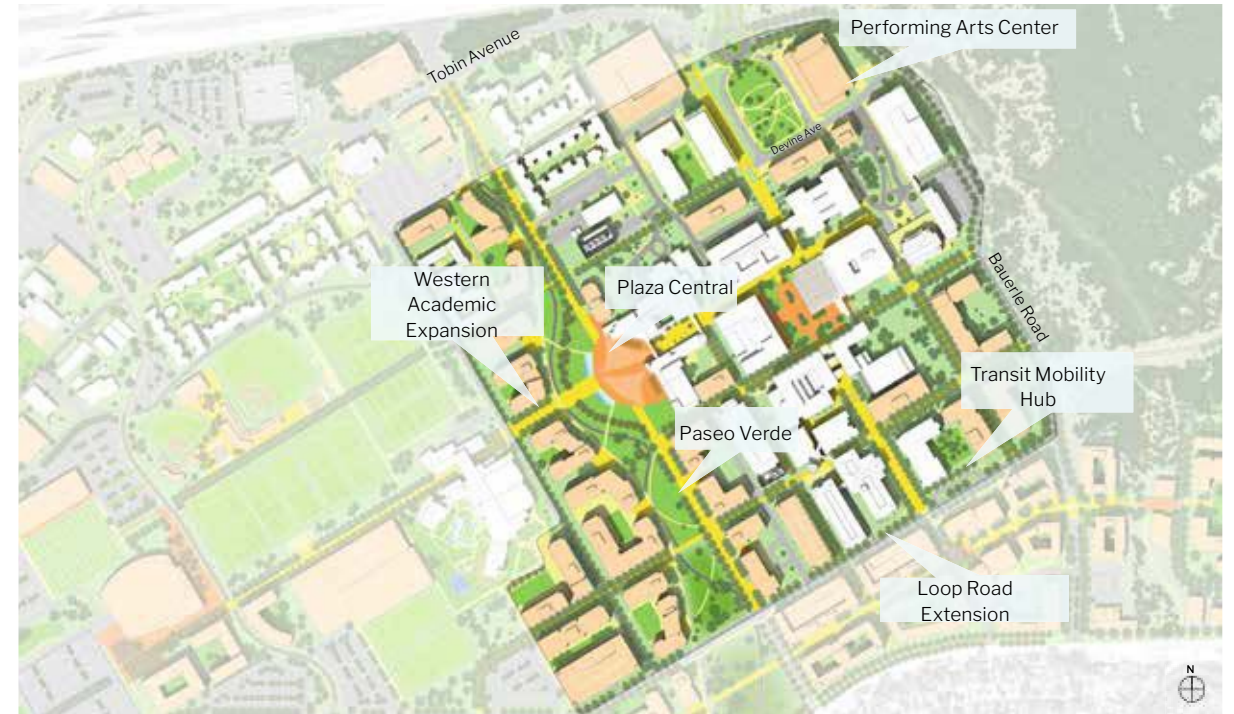 Performing Arts Center
Tobin Avenue
Devine Ave
Bauerle Road
Western
Academic
Expansion
Plaza Central
Transit Mobility
Hub
Paseo Verde
Loop Road
Extension
N